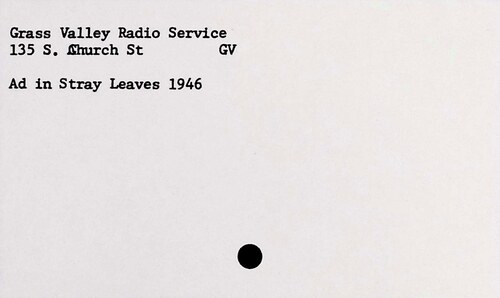 Grass Valley Radio Service
135 S. Church St GV
Ad in Stray Leaves 1946